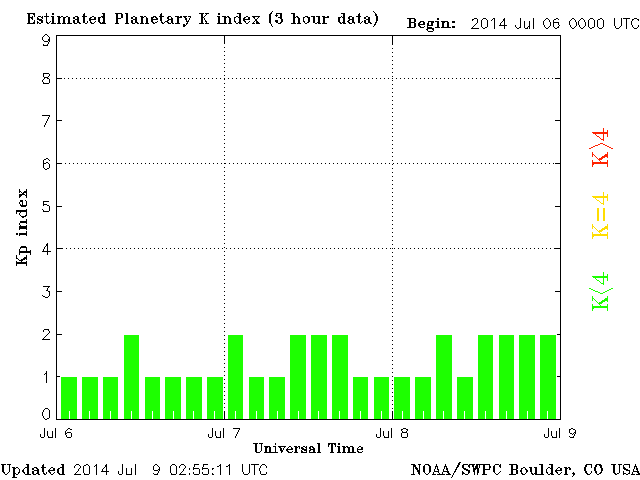 Estimated Planetary K index (3 hour data) Begin: 2014 Jul 06 0000 UTC
9
8
7
6
5
4
3
2
1
0
Kp index
K>4
K=4
K<4
Jul 6 Jul 7 Jul 8 Jul 9
Universal Time
Updated 2014 Jul 9 02:55:11 UTC NOAA/SWPC Boulder, CO USA